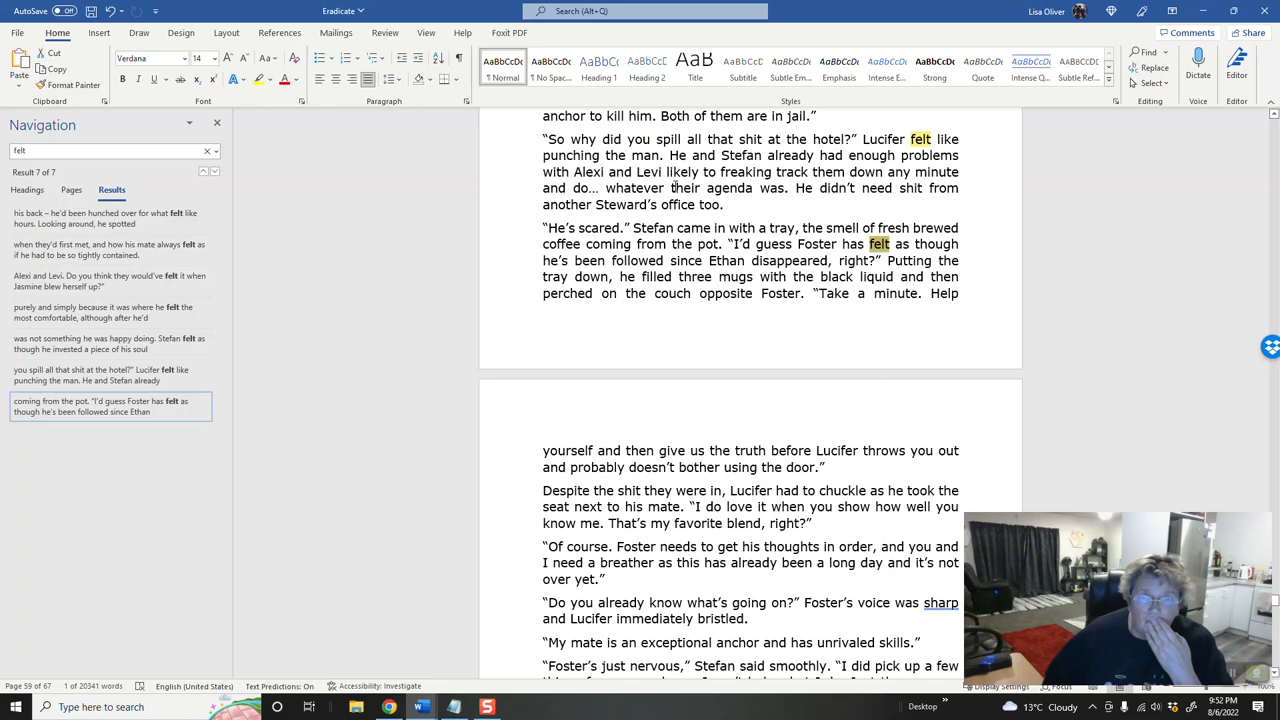 AutoSave
Eradicate
Search (Alt+Q)
Lisa Oliver
File Home Insert Draw Design Layout References Mailings Review View Help Foxit PDF
Comments Share
Paste Cut Copy Format Painter
Verdana 14
AaBbCcDc AaBbCcDc AaBbCc AaBbCcC AaB AaBbCcC AaBbCcDc AaBbCcDc AaBbCcDc AaBbCcDc AaBbCcDc AaBbCcDc AaBbCcDc
¶ Normal ¶ No Spac... Heading 1 Heading 2 Title Subtitle Subtle Em... Emphasis Intense E... Strong Quote Intense Q... Subtle Ref...
Find Replace Select
Dictate Editor
Clipboard Font Paragraph Styles Editing Voice Editor
Navigation
felt
Result 7 of 7
Headings Pages Results
his back – he'd been hunched over for what felt like
hours. Looking around, he spotted
when they'd first met, and how his mate always felt as
if he had to be so tightly contained.
Alexi and Levi. Do you think they would've felt it when
Jasmine blew herself out?"
purely and simply because it was where he felt the
most comfortable, although after he'd
was not something he was happy doing. Stefan felt as
though he invested a piece of his soul
you spill all that shit at the hotel?" Lucifer felt like
punching the man. He and Stefan already
coming from the pot. "I'd guess Foster has felt as
though he's been followed since Ethan
anchor to kill him. Both of them are in jail."
"So why did you spill all that shit at the hotel?" Lucifer felt like
punching the man. He and Stefan already had enough problems
with Alexi and Levi likely to freaking track them down any minute
and do… whatever their agenda was. He didn't need shit from
another Steward's office too.
"He's scared." Stefan came in with a tray, the smell of fresh brewed
coffee coming from the pot. "I'd guess Foster has felt as though
he's been followed since Ethan disappeared, right?" Putting the
tray down, he filled three mugs with the black liquid and then
perched on the couch opposite Foster. "Take a minute. Help
yourself and then give us the truth before Lucifer throws you out
and probably doesn't bother using the door."
Despite the shit they were in, Lucifer had to chuckle as he took the
seat next to his mate. "I do love it when you show how well you
know me. That's my favorite blend, right?"
"Of course. Foster needs to get his thoughts in order, and you and
I need a breather as this has already been a long day and it's not
over yet."
"Do you already know what's going on?" Foster's voice was sharp
and Lucifer immediately bristled.
"My mate is an exceptional anchor and has unrivaled skills."
"Foster's just nervous," Stefan said smoothly. "I did pick up a few
Page 59 of 67 1 of 20341 words English (United States) Text Predictions: On Accessibility: Investigate Display Settings Focus
Type here to search
Desktop 13°C Cloudy 9:52 PM
8/6/2022